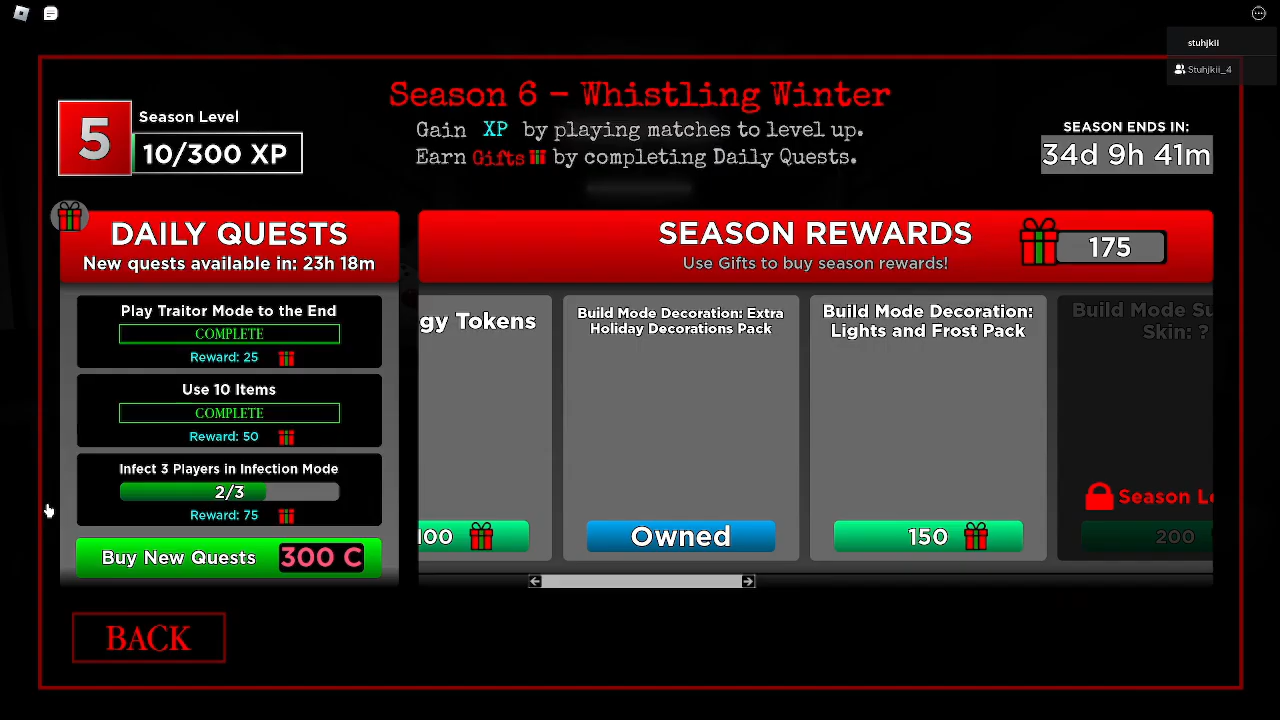 stuhjkii
Stuhjkii_4
Season 6 - Whistling Winter
Gain XP by playing matches to level up.
Earn Gifts by completing Daily Quests.
5
Season Level
10/300 XP
SEASON ENDS IN:
34d 9h 41m
DAILY QUESTS
New quests available in: 23h 18m
Play Traitor Mode to the End
COMPLETE
Reward: 25
Use 10 Items
COMPLETE
Reward: 50
Infect 3 Players in Infection Mode
2/3
Reward: 75
Buy New Quests 300 C
SEASON REWARDS
Use Gifts to buy season rewards!
175
gy Tokens
100
Build Mode Decoration: Extra
Holiday Decorations Pack
Owned
Build Mode Decoration:
Lights and Frost Pack
150
Build Mode Su
Skin: ?
Season Le
200
BACK